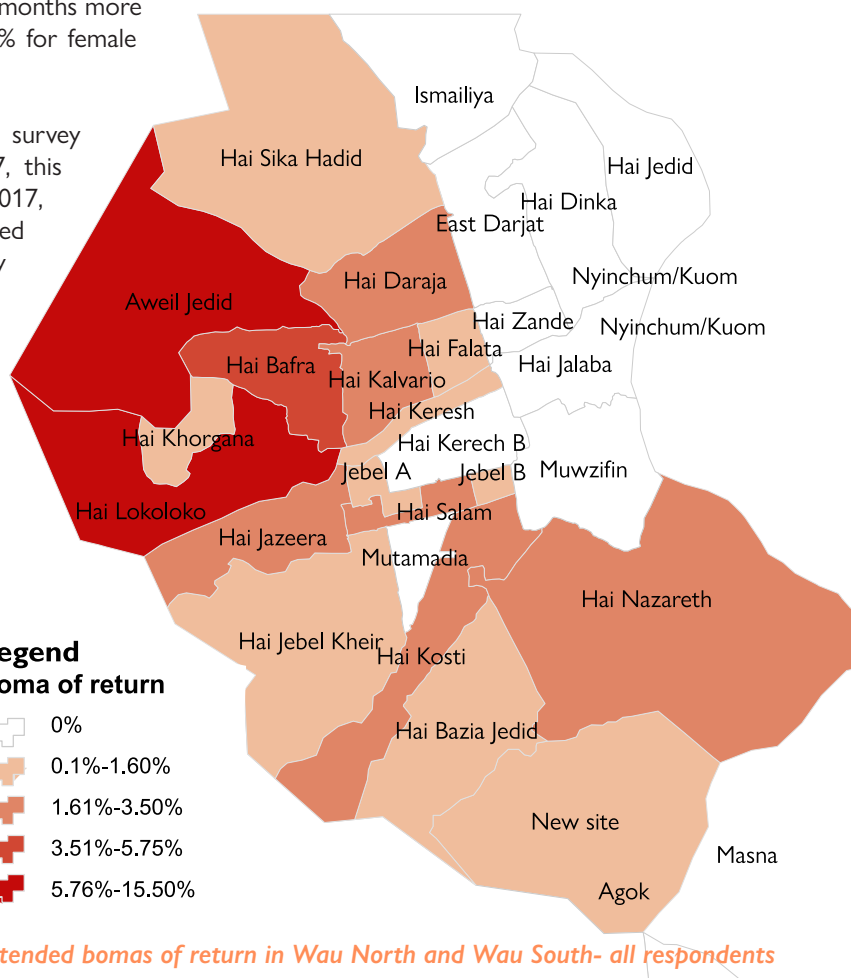 months more
% for female
survey
7, this
2017,
ed
y
Ismailiya
Hai Sika Hadid
Hai Jedid
Hai Dinka
East Darjat
Hai Daraja
Nyinchum/Kuom
Aweil Jedid
Hai Zande
Nyinchum/Kuom
Hai Falata
Hai Bafra
Hai Jalaba
Hai Kalvario
Hai Keresh
Hai Khorgana
Hai Kerech B
Jebel A
Jebel B
Muwzifin
Hai Lokoloko
Hai Salam
Hai Jazeera
Mutamadia
Hai Nazareth
Hai Jebel Kheir
Hai Kosti
Hai Bazia Jedid
New site
Masna
Agok
egend
oma of return
0%
0.1%-1.60%
1.61%-3.50%
3.51%-5.75%
5.76%-15.50%
tended bomas of return in Wau North and Wau South- all respondents